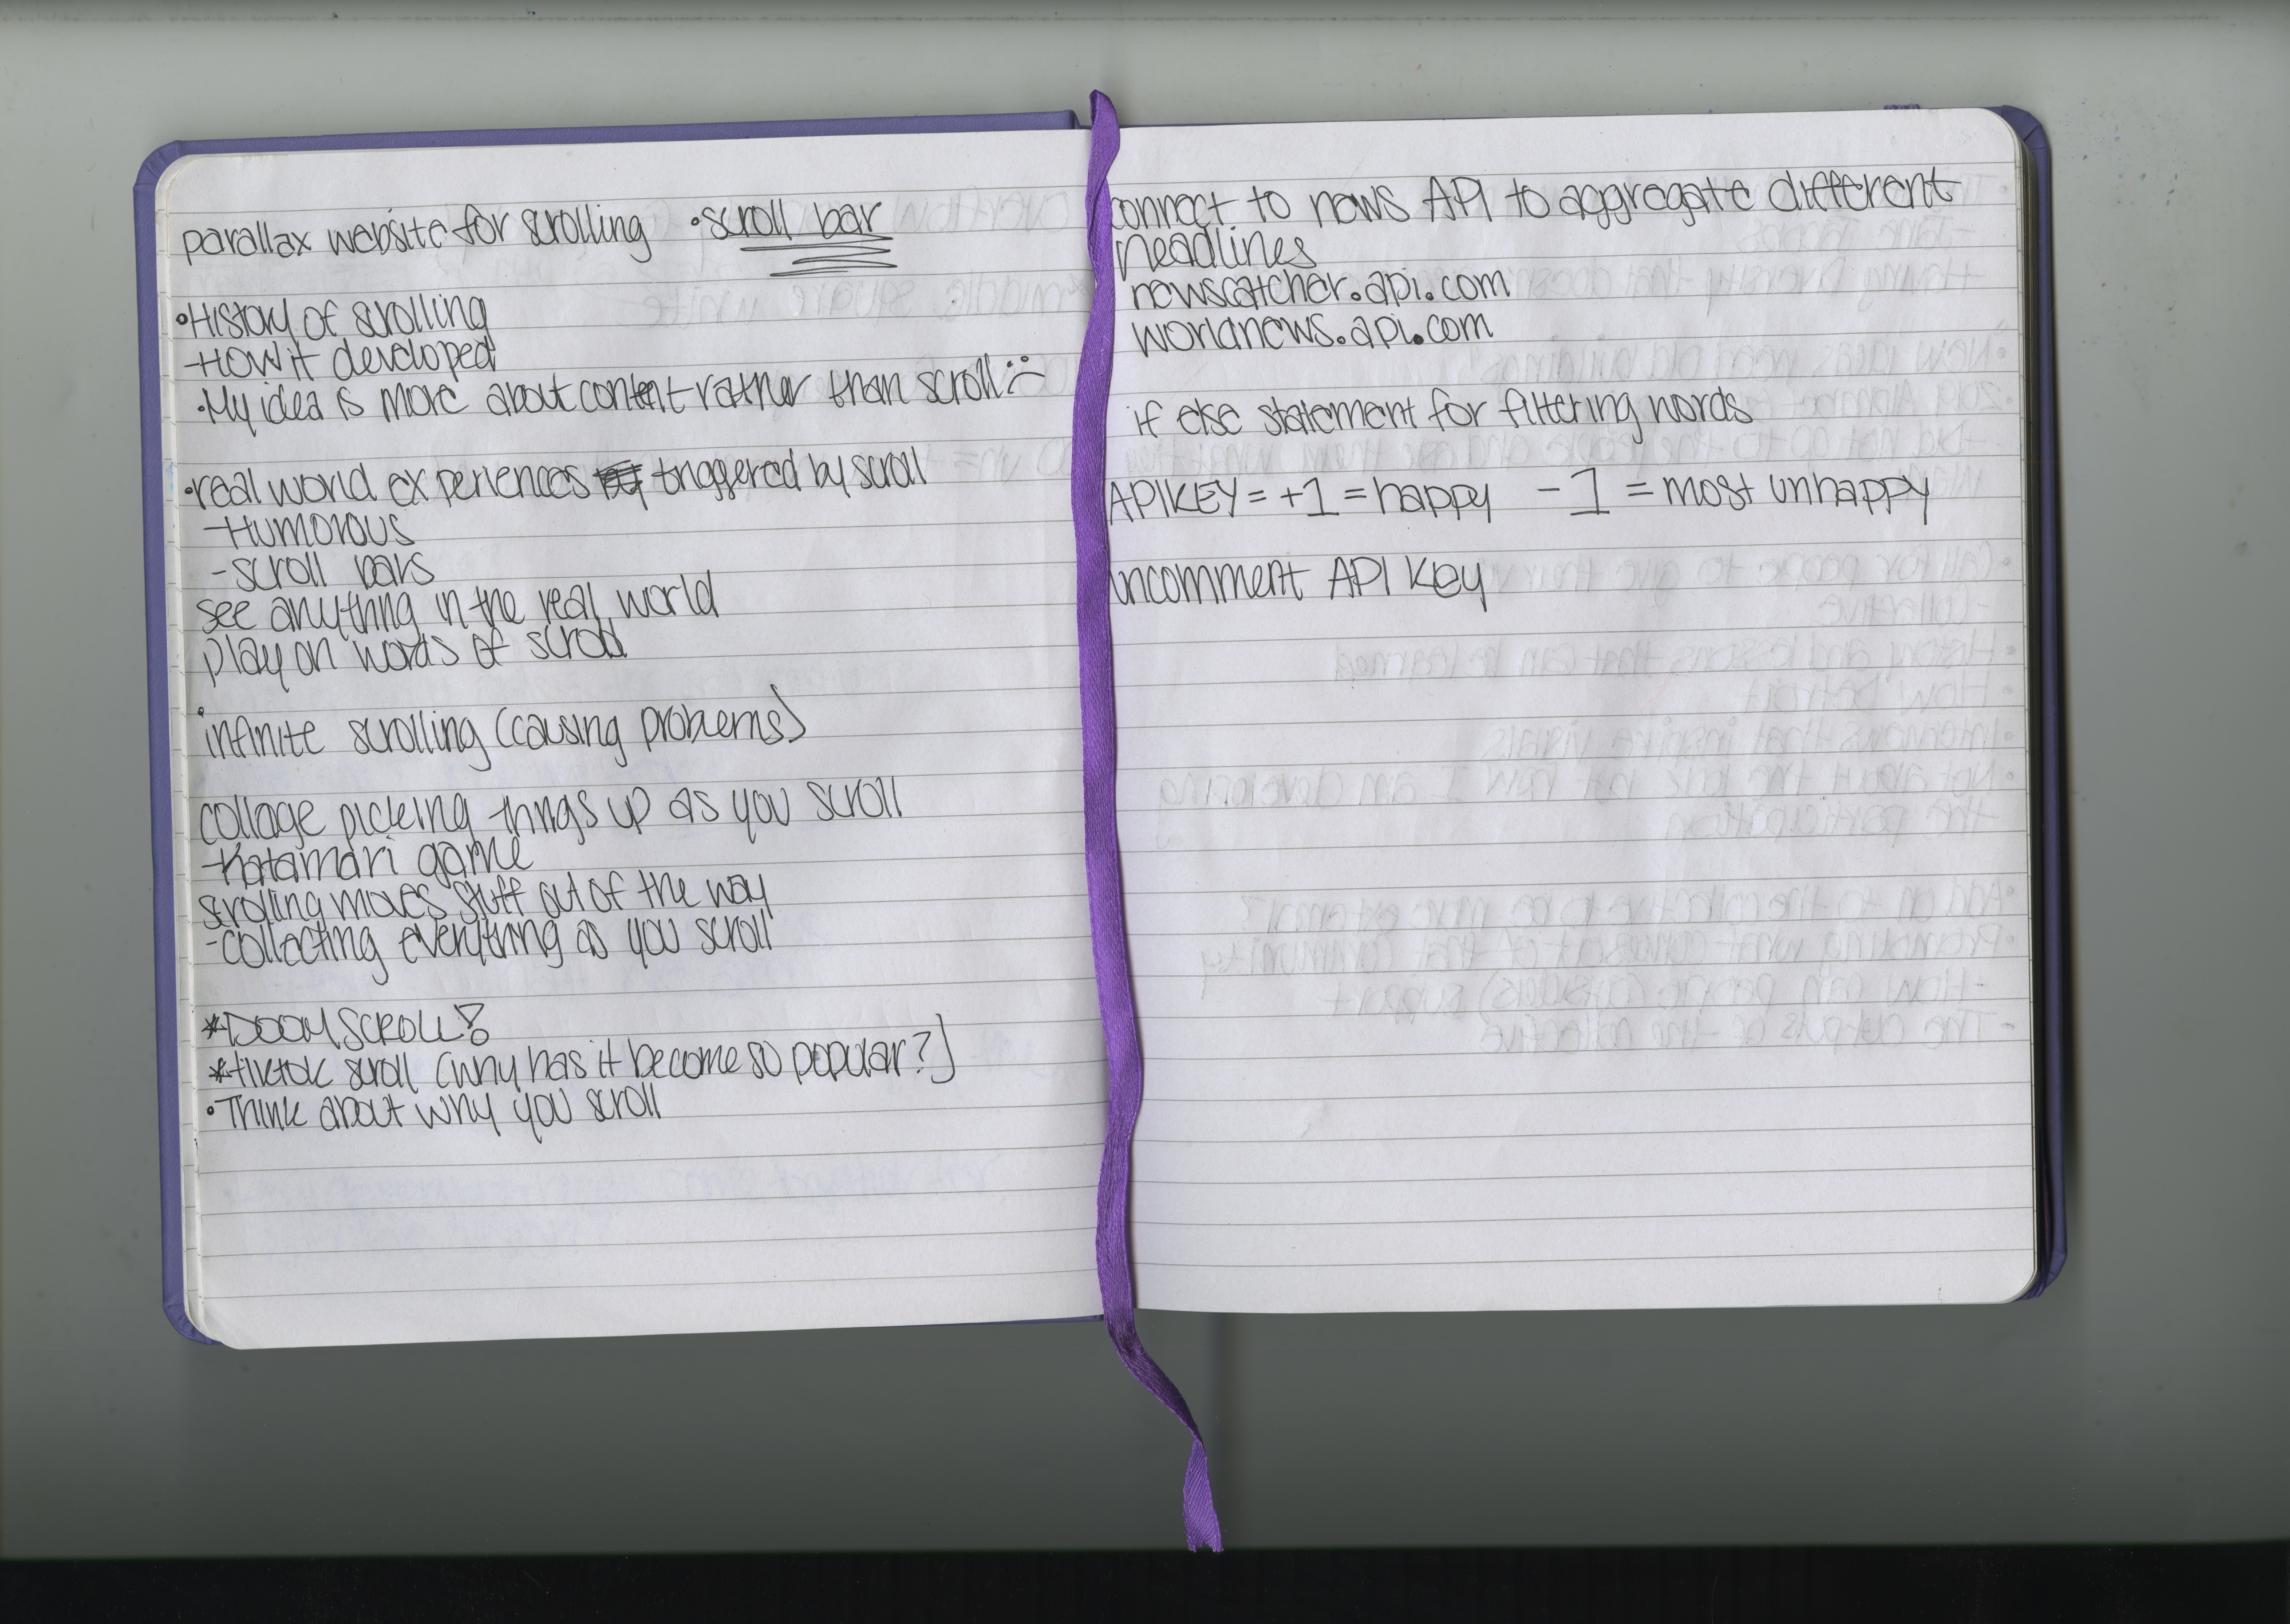 parallax website for scrolling •scroll bar
•History of scrolling
-How it developed
•My idea is more about content rather than scroll :(
•real world experiences triggered by scroll
-Humorous
-scroll bars
see anything in the real world
play on words of scroll
•infinite scrolling (causing problems)
collage picking things up as you scroll
-Katamari game
scrolling moves stuff out of the way
-collecting everything as you scroll
*DOOM SCROLL!
*tiktok scroll (why has it become so popular?)
•Think about why you scroll
connect to news API to aggregate different
headlines
newscatcher.api.com
worldnews.api.com
if else statement for filtering words
API KEY = +1 = happy -1 = most unhappy
uncomment API Key